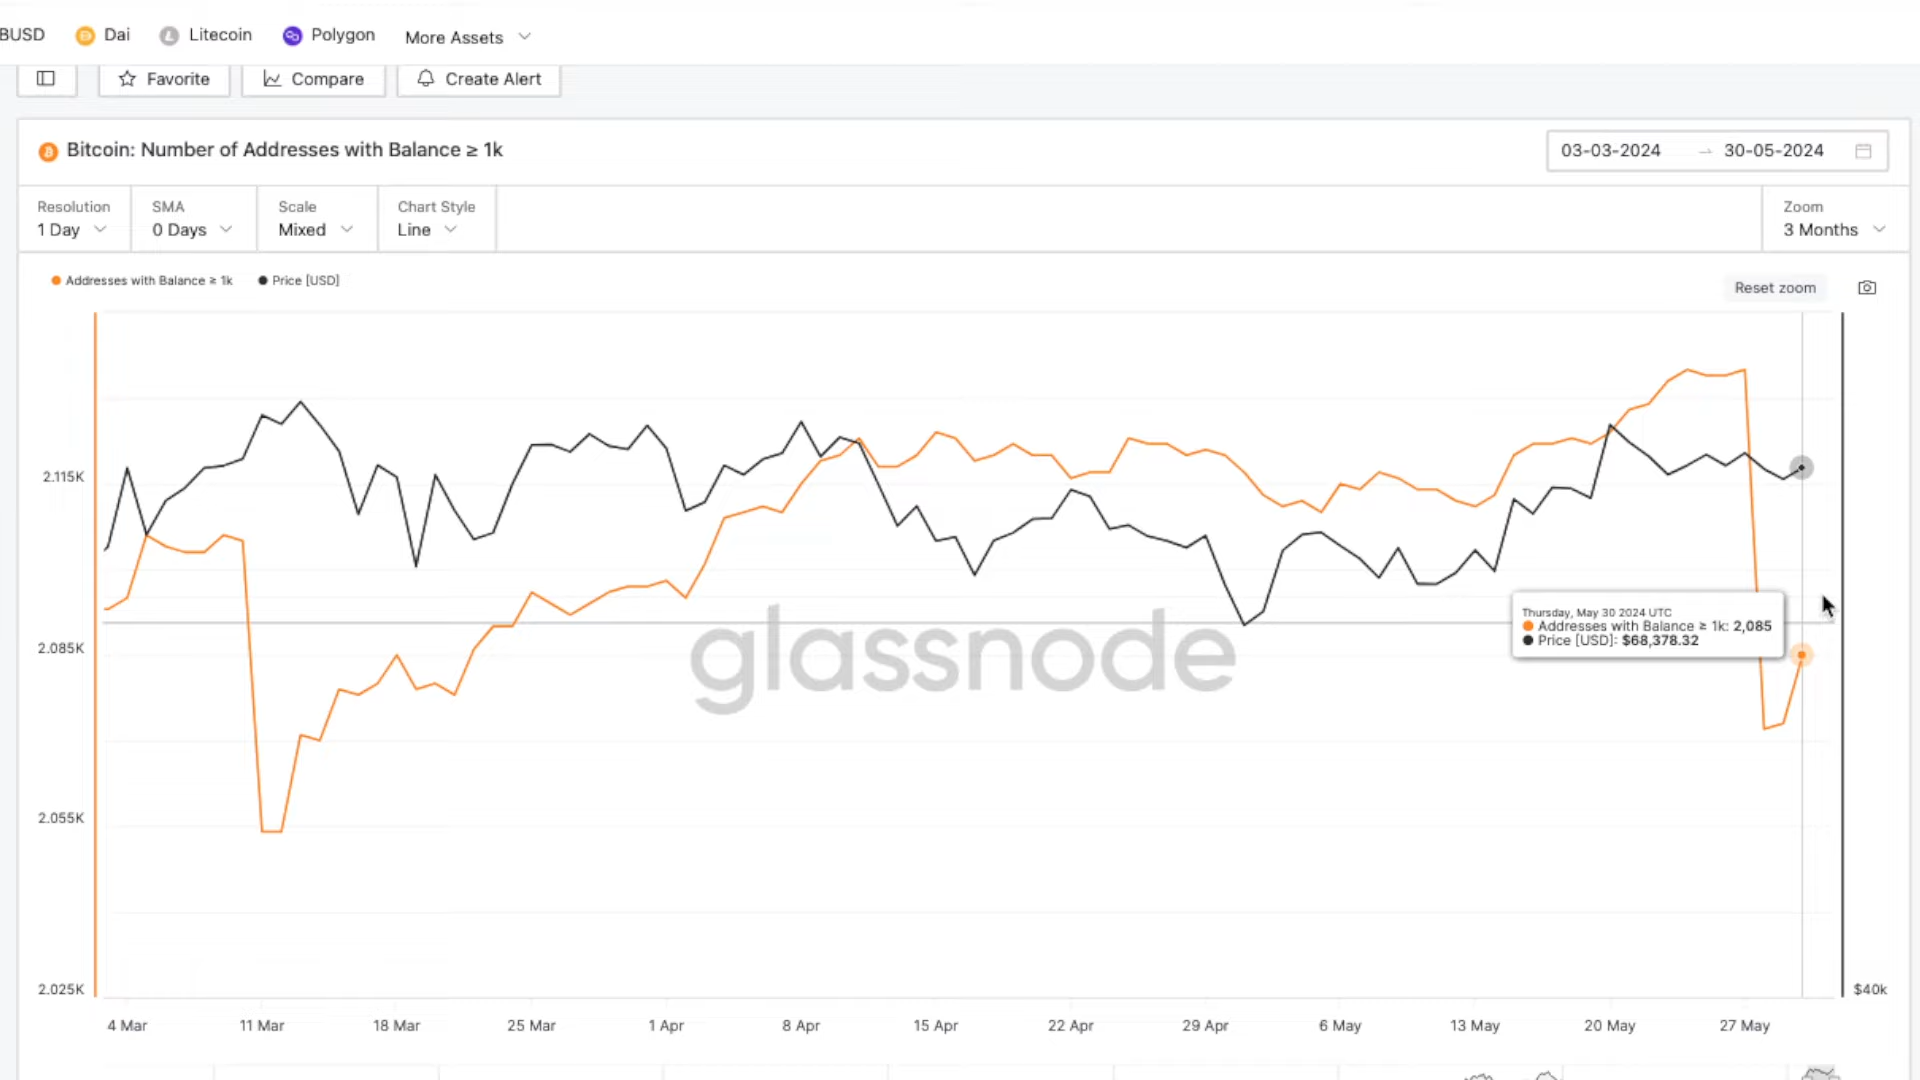 BUSD Dai Litecoin Polygon More Assets
Favorite Compare Create Alert
Bitcoin: Number of Addresses with Balance ≥ 1k
03-03-2024 → 30-05-2024
Resolution SMA Scale Chart Style Zoom
1 Day 0 Days Mixed Line 3 Months
Addresses with Balance ≥ 1k Price [USD]
Reset zoom
2.115K
2.085K
2.055K
2.025K
$40k
glassnode
Thursday, May 30 2024 UTC
Addresses with Balance ≥ 1k: 2,085
Price [USD]: $68,378.32
4 Mar 11 Mar 18 Mar 25 Mar 1 Apr 8 Apr 15 Apr 22 Apr 29 Apr 6 May 13 May 20 May 27 May